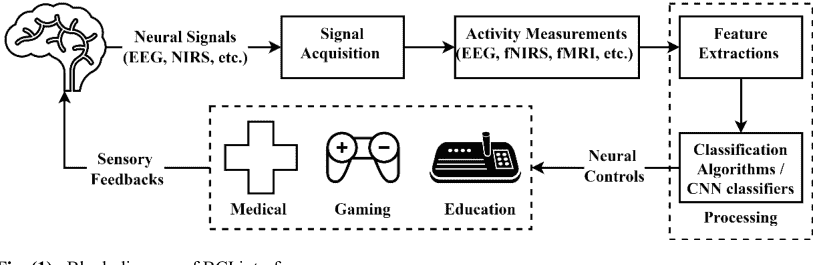 Neural Signals
(EEG, NIRS, etc.)
Signal
Acquisition
Activity Measurements
(EEG, fNIRS, fMRI, etc.)
Feature
Extractions
Classification
Algorithms /
CNN classifiers
Processing
Neural
Controls
Medical
Gaming
Education
Sensory
Feedbacks